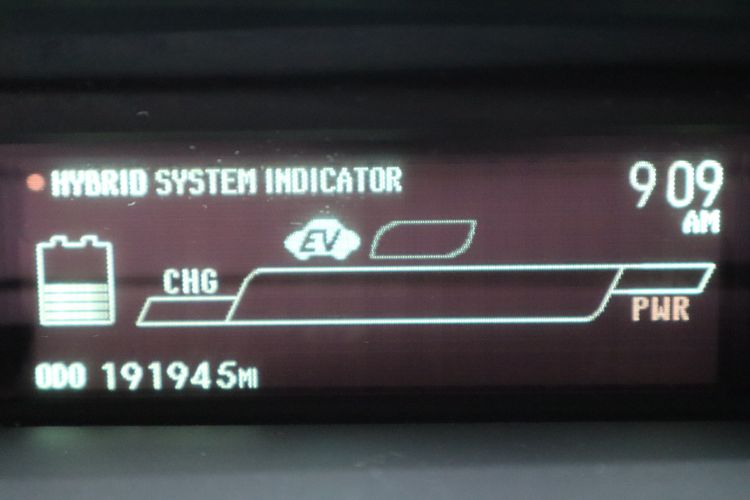 HYBRID SYSTEM INDICATOR
9 09
AM
EV
CHG
PWR
ODO 191945MI